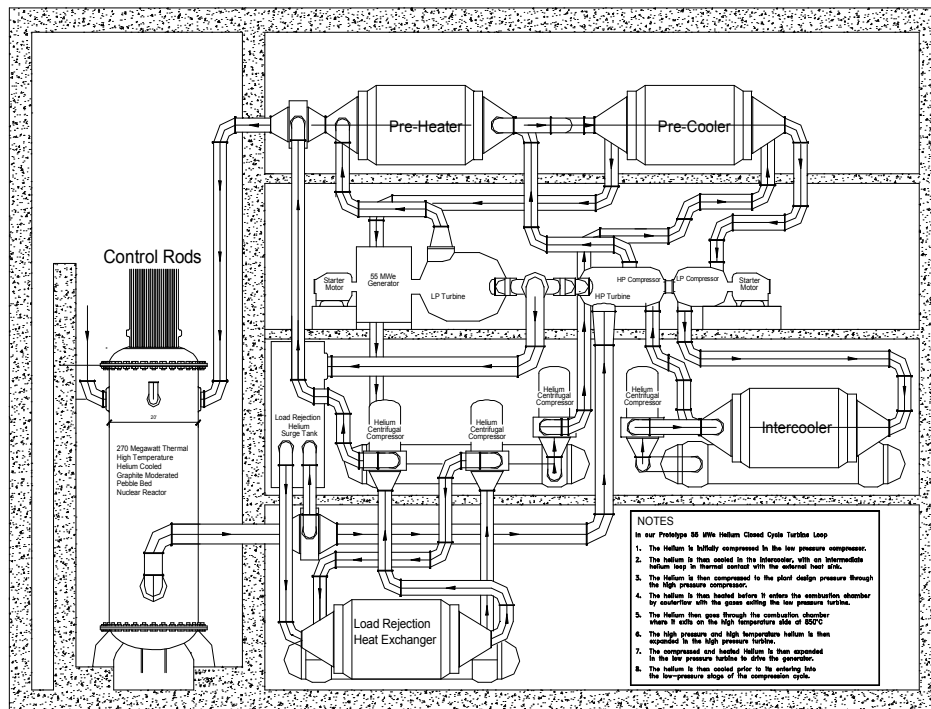 Pre-Heater
Pre-Cooler
Control Rods
Starter
Motor
55 MWe
Generator
LP Turbine
HP Compressor
HP Turbine
LP Compressor
Starter
Motor
20'
270 Megawatt Thermal
High Temperature
Helium Cooled
Graphite Moderated
Pebble Bed
Nuclear Reactor
Load Rejection
Helium
Surge Tank
Helium
Centrifugal
Compressor
Helium
Centrifugal
Compressor
Helium
Centrifugal
Compressor
Helium
Centrifugal
Compressor
Intercooler
Load Rejection
Heat Exchanger
NOTES
In our Prototype 55 MWe Helium Closed Cycle Turbine Loop
1. The Helium is initially compressed in the low pressure compressor.
2. The helium is then cooled in the intercooler, with an intermediate
helium loop in thermal contact with the external heat sink.
3. The Helium is then compressed to the plant design pressure through
the high pressure compressor.
4. The helium is then heated before it enters the combustion chamber
by couterflow with the gases exiting the low pressure turbine.
5. The Helium then goes through the combustion chamber
where it exits on the high temperature side at 850°C
6. The high pressure and high temperature helium is then
expanded in the high pressure turbine.
7. The compressed and heated Helium is then expanded
in the low pressure turbine to drive the generator.
8. The helium is then cooled prior to its entering into
the low-pressure stage of the compression cycle.